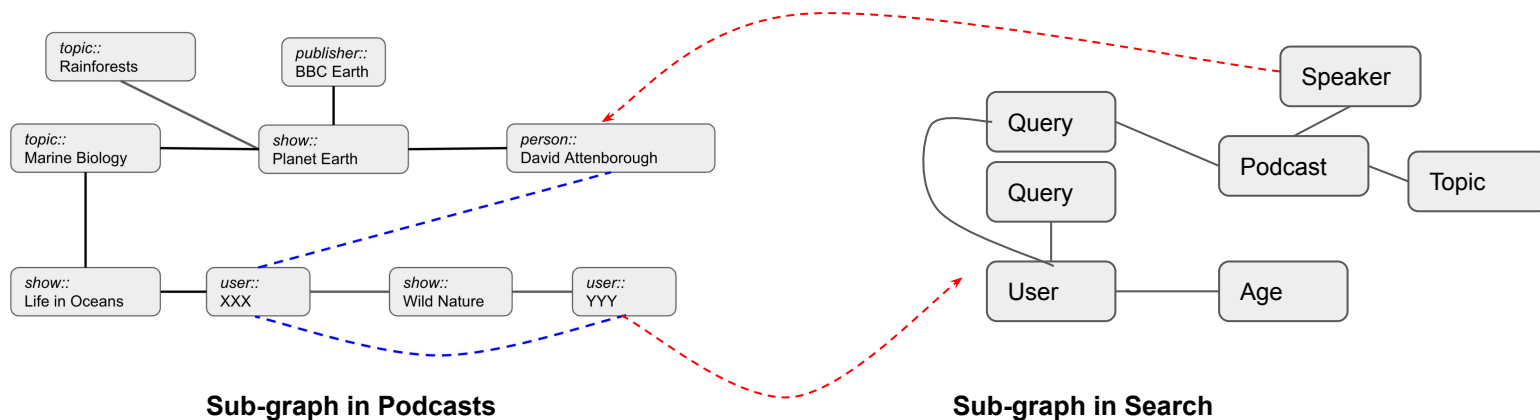 topic::
Rainforests
publisher::
BBC Earth
topic::
Marine Biology
show::
Planet Earth
person::
David Attenborough
show::
Life in Oceans
user::
XXX
show::
Wild Nature
user::
YYY
Sub-graph in Podcasts
Speaker
Query
Podcast
Topic
Query
User
Age
Sub-graph in Search